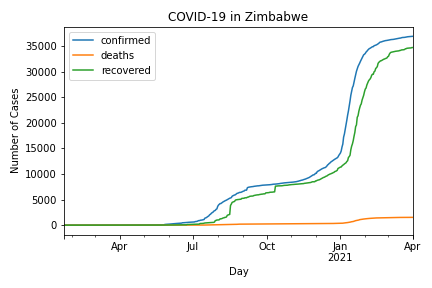 COVID-19 in Zimbabwe
confirmed
deaths
recovered
Number of Cases
35000
30000
25000
20000
15000
10000
5000
0
Apr
Jul
Oct
Jan
2021
Apr
Day